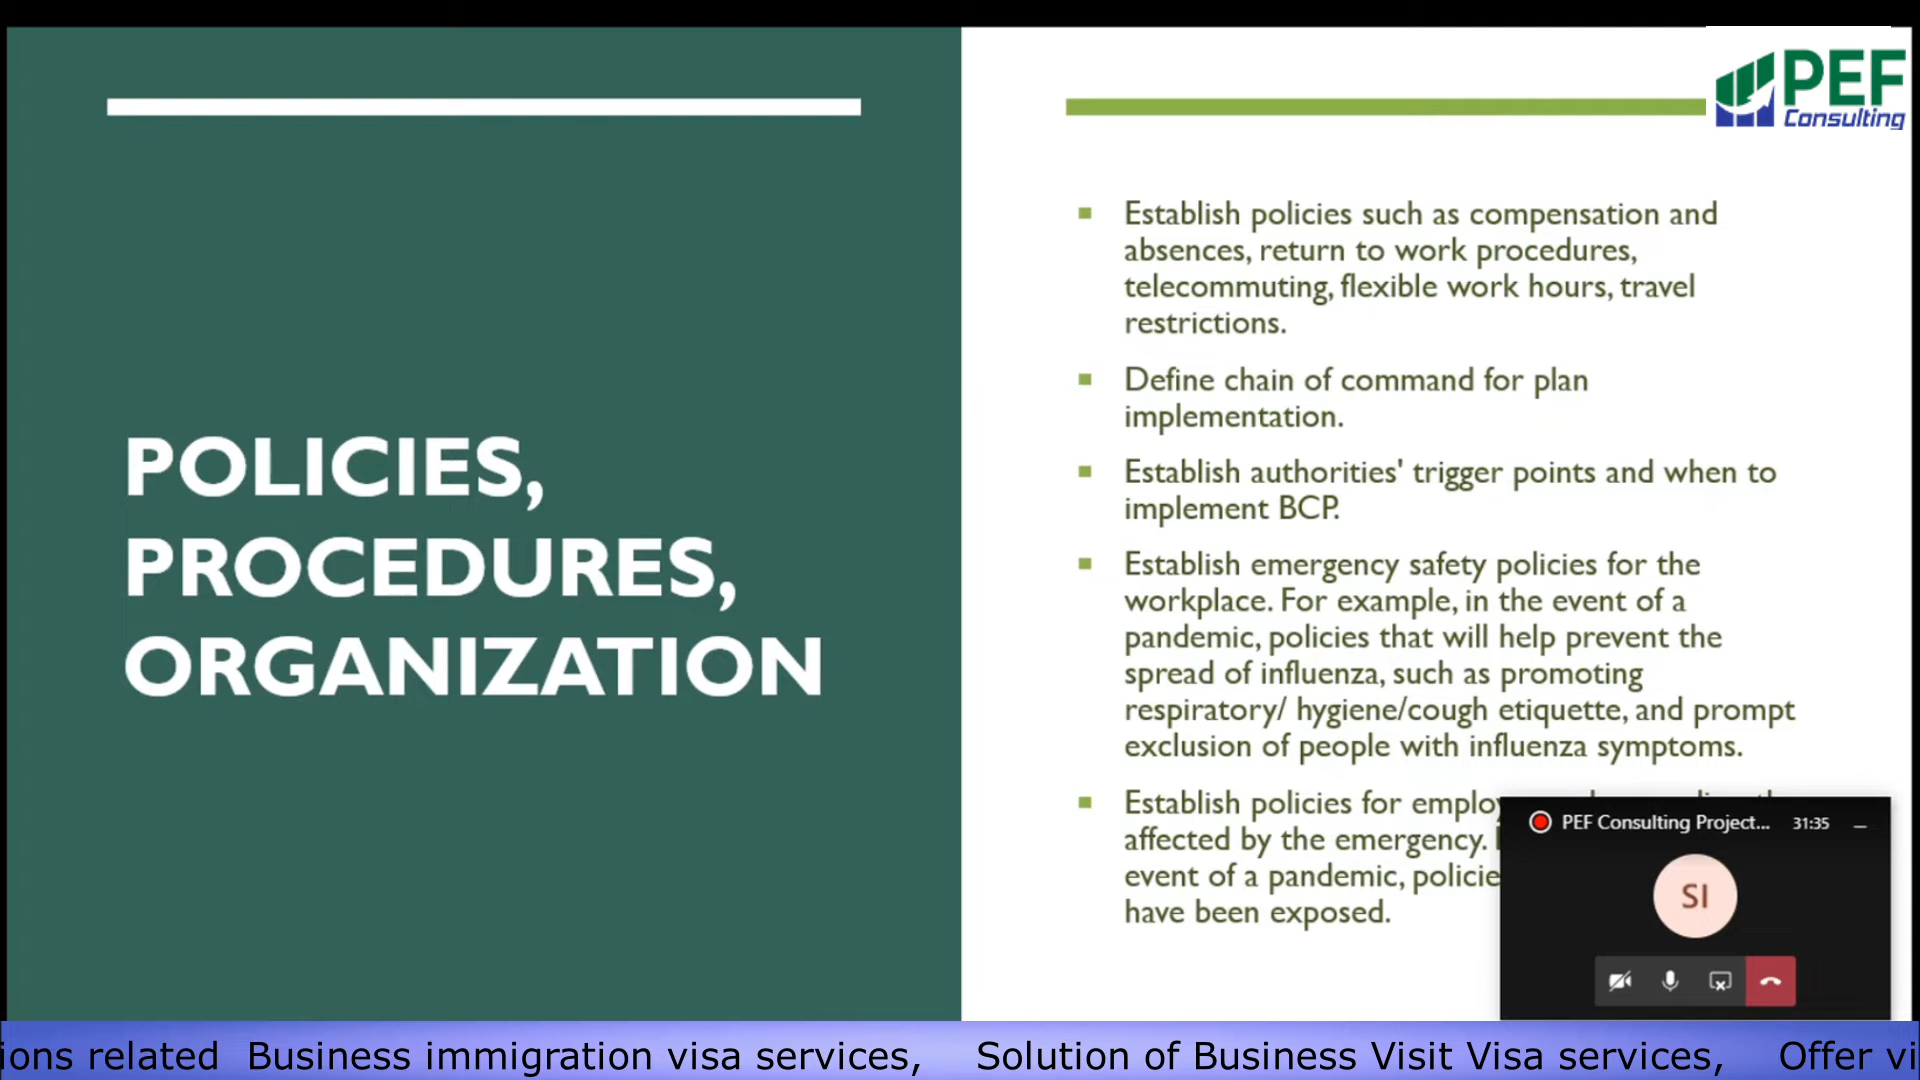 PEF
Consulting
POLICIES,
PROCEDURES,
ORGANIZATION
Establish policies such as compensation and
absences, return to work procedures,
telecommuting, flexible work hours, travel
restrictions.
Define chain of command for plan
implementation.
Establish authorities' trigger points and when to
implement BCP.
Establish emergency safety policies for the
workplace. For example, in the event of a
pandemic, policies that will help prevent the
spread of influenza, such as promoting
respiratory/ hygiene/cough etiquette, and prompt
exclusion of people with influenza symptoms.
Establish policies for
affected by the emergency.
event of a pandemic,
have been exposed.
PEF Consulting Project... 31:35
SI
related Business immigration visa services, Solution of Business Visit Visa services, Offer